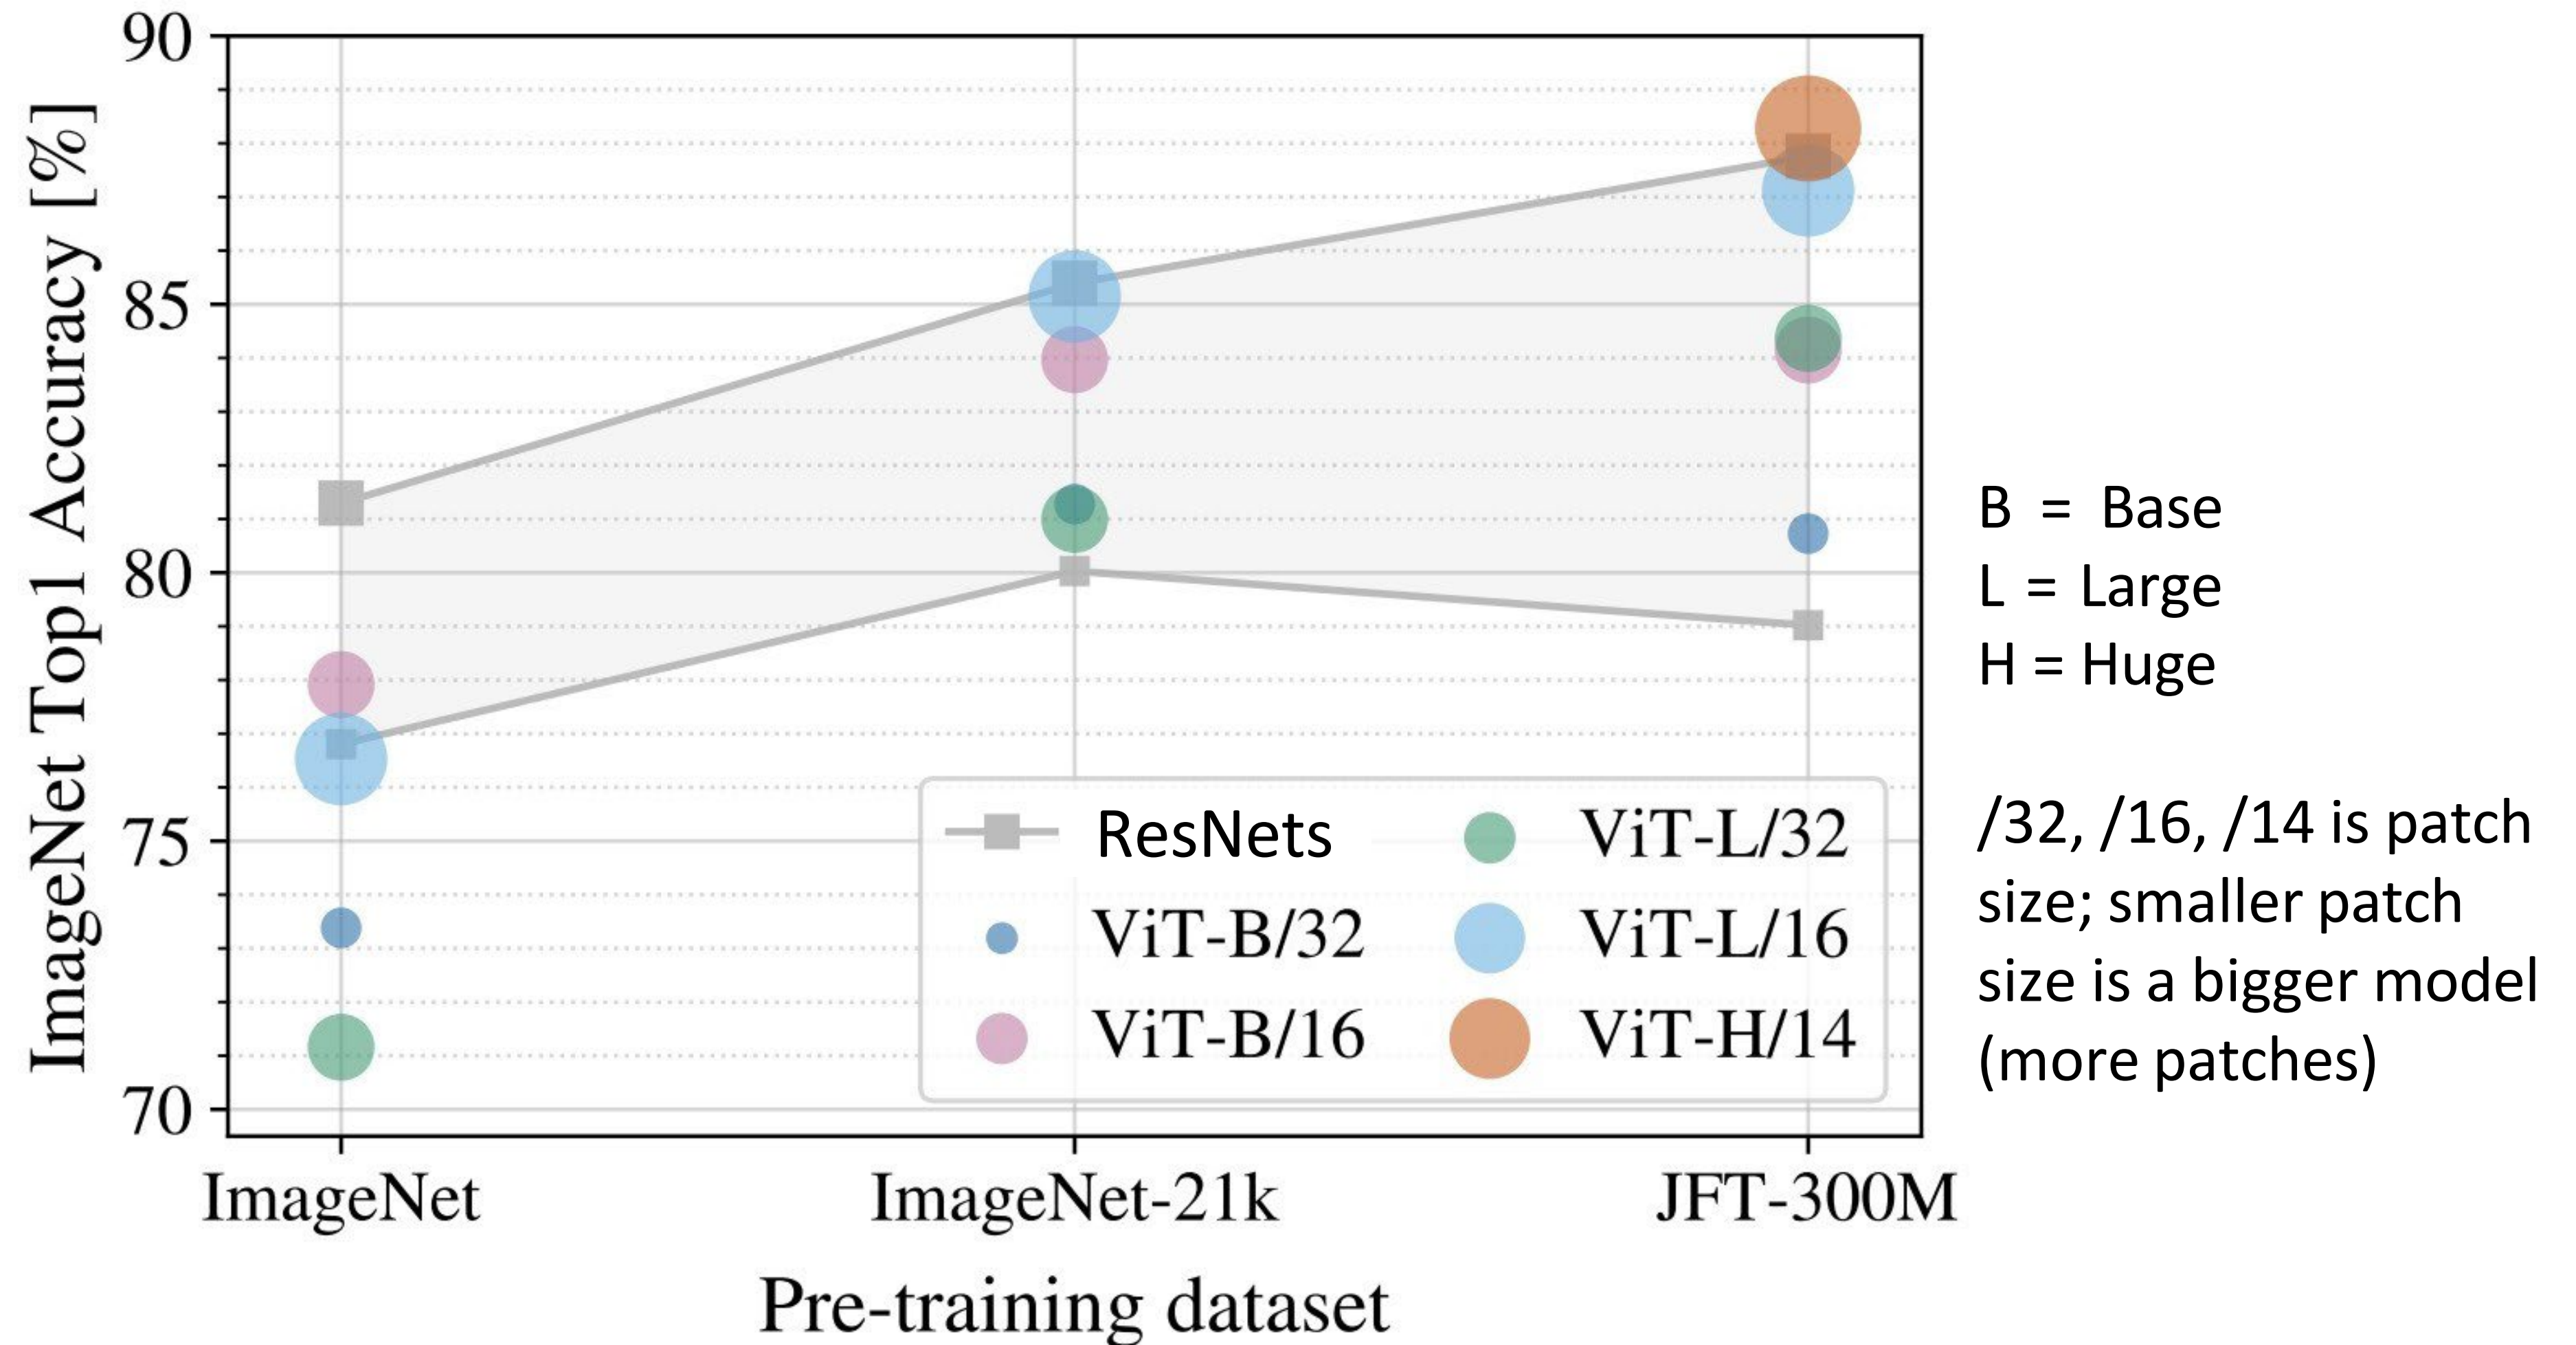 ImageNet Top1 Accuracy [%]
90
85
80
75
70
ResNets
ViT-B/32
ViT-B/16
ViT-L/32
ViT-L/16
ViT-H/14
ImageNet
ImageNet-21k
JFT-300M
Pre-training dataset
B = Base
L = Large
H = Huge
/32, /16, /14 is patch
size; smaller patch
size is a bigger model
(more patches)